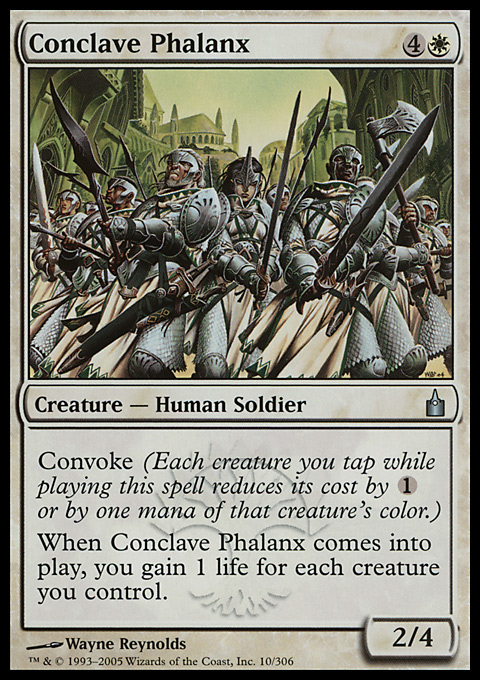 Conclave Phalanx 4
Creature — Human Soldier
Convoke (Each creature you tap while
playing this spell reduces its cost by 1
or by one mana of that creature's color.)
When Conclave Phalanx comes into
play, you gain 1 life for each creature
you control.
Wayne Reynolds
2/4
™ & © 1993–2005 Wizards of the Coast, Inc. 10/306